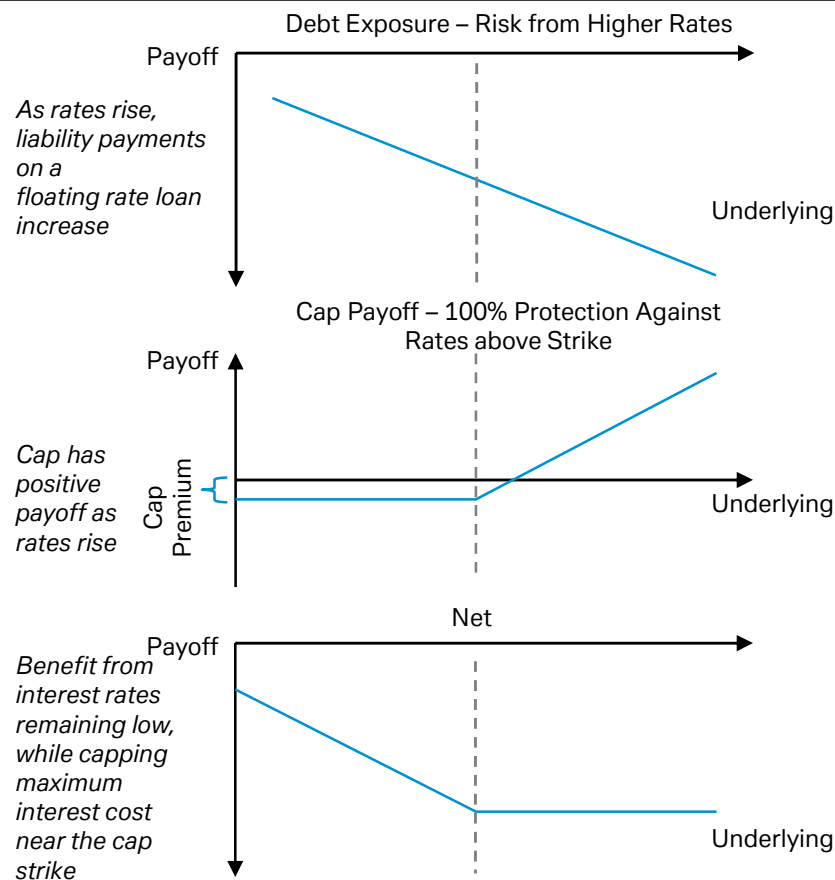 Debt Exposure – Risk from Higher Rates
Payoff
As rates rise,
liability payments
on a
floating rate loan
increase
Underlying
Cap Payoff – 100% Protection Against
Rates above Strike
Payoff
Cap has
positive
payoff as
rates rise
Cap
Premium
Underlying
Net
Payoff
Benefit from
interest rates
remaining low,
while capping
maximum
interest cost
near the cap
strike
Underlying